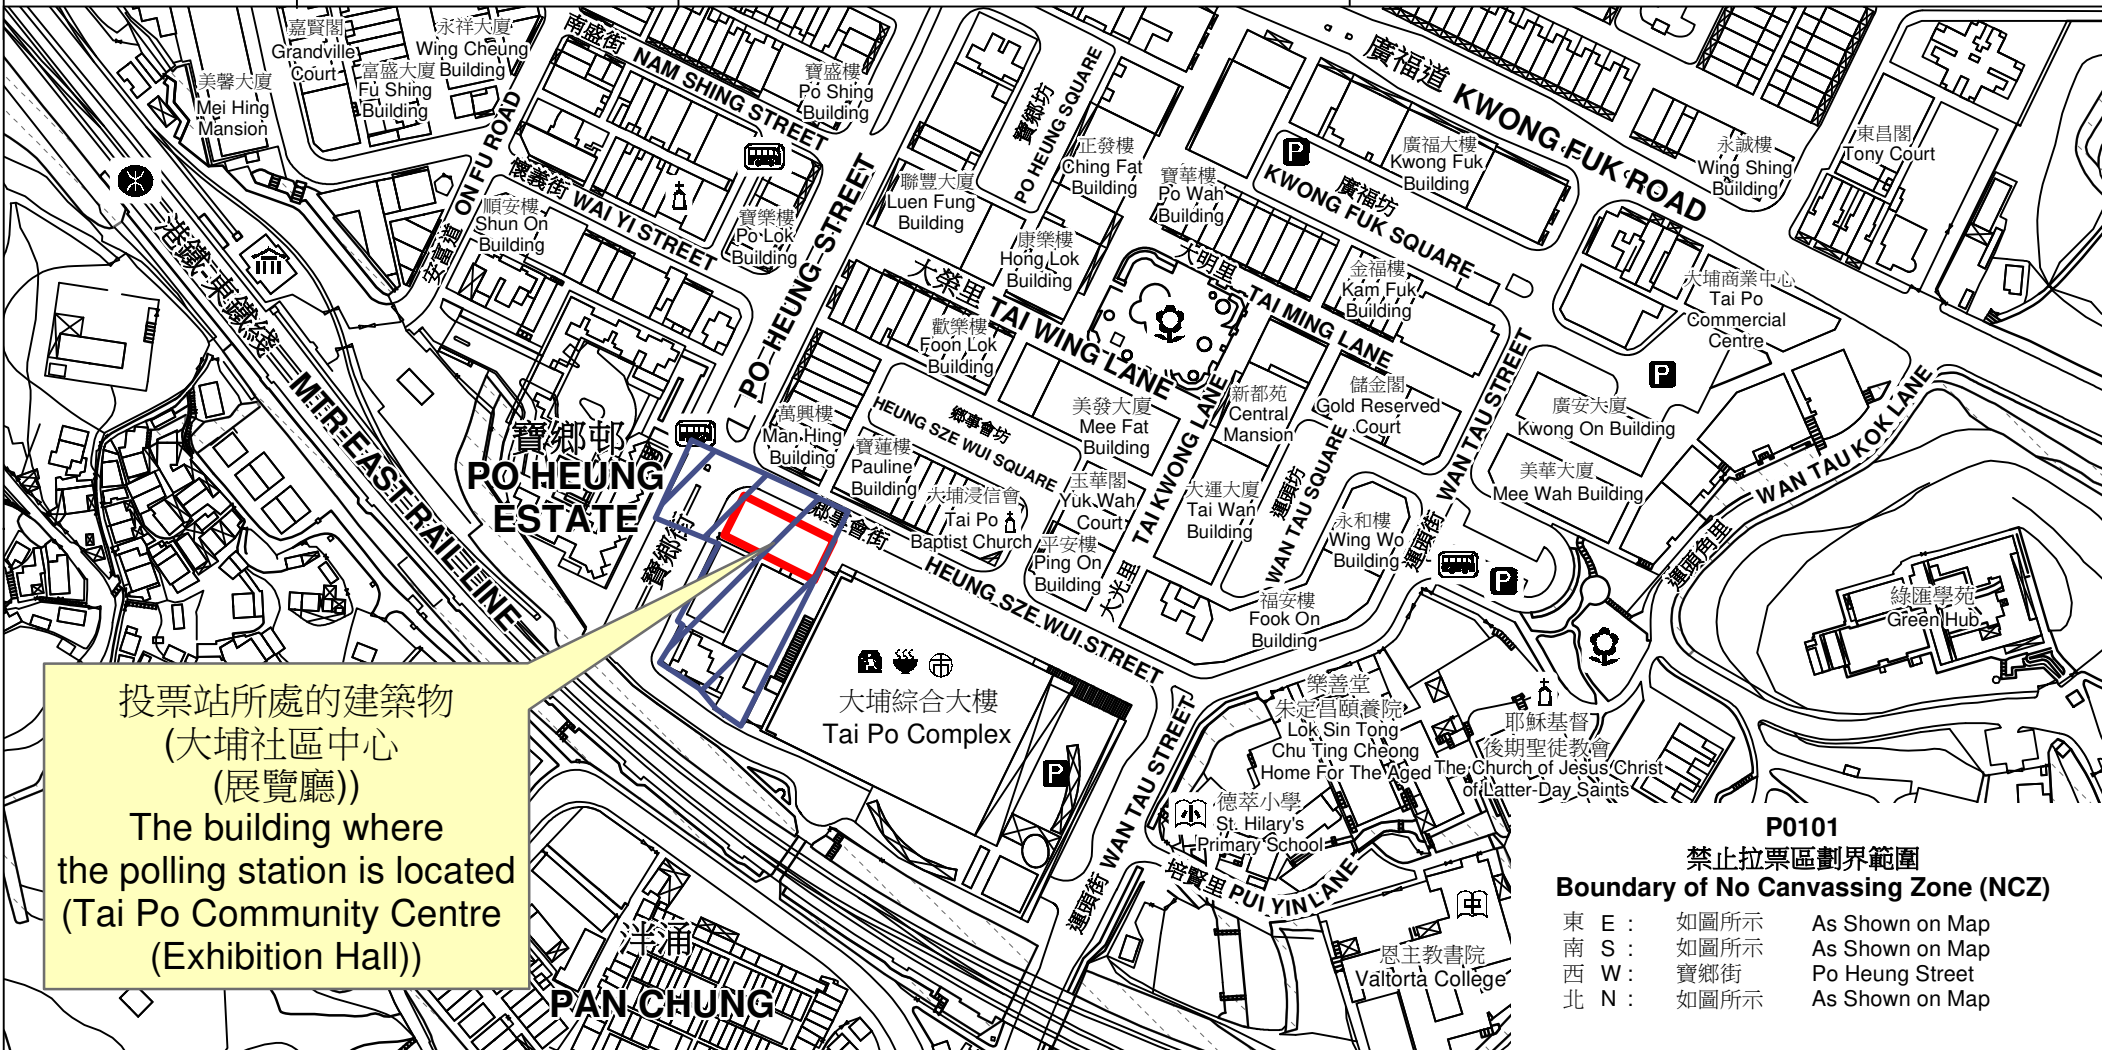 嘉賢閣
Grandville
Court
永祥大廈
Wing Cheung
Building
富盛大廈
Fu Shing
Building
美馨大廈
Mei Hing
Mansion
南盛街 NAM SHING STREET
寶盛樓
Po Shing
Building
安富道 ON FU ROAD
懷義街 WAI YI STREET
順安樓
Shun On
Building
寶樂樓
Po Lok
Building
PO HEUNG STREET
寶鄉坊
PO HEUNG SQUARE
聯豐大廈
Luen Fung
Building
正發樓
Ching Fat
Building
康樂樓
Hong Lok
Building
寶華樓
Po Wah
Building
廣福道 KWONG FUK ROAD
廣福大樓
Kwong Fuk
Building
廣福坊
KWONG FUK SQUARE
永誠樓
Wing Shing
Building
東昌閣
Tony Court
大明里
TAI MING LANE
金福樓
Kam Fuk
Building
大埔商業中心
Tai Po
Commercial
Centre
大榮里
TAI WING LANE
歡樂樓
Foon Lok
Building
港鐵-東鐵綫
MTR-EAST RAIL LINE
寶鄉邨
PO HEUNG
ESTATE
萬興樓
Man Hing
Building
寶蓮樓
Pauline
Building
鄉事會坊
HEUNG SZE WUI SQUARE
美發大廈
Mee Fat
Building
新都苑
Central
Mansion
儲金閣
Gold Reserved
Court
廣安大廈
Kwong On Building
美華大廈
Mee Wah Building
WAN TAU KOK LANE
運頭角里
大埔浸信會
Tai Po
Baptist Church
玉華閣
Yuk Wah
Court
平安樓
Ping On
Building
大光里 TAI KWONG LANE
大運大廈
Tai Wan
Building
運頭坊
WAN TAU SQUARE
永和樓
Wing Wo
Building
運頭街 WAN TAU STREET
福安樓
Fook On
Building
綠匯學苑
Green Hub
寶鄉街
鄉事會街
HEUNG SZE WUI STREET
大埔綜合大樓
Tai Po Complex
樂善堂
朱定昌頤養院
Lok Sin Tong
Chu Ting Cheong
Home For The Aged
耶穌基督
後期聖徒教會
The Church of Jesus Christ
of Latter-Day Saints
德萃小學
St. Hilary's
Primary School
運頭街 WAN TAU STREET
培賢里 PUI YIN LANE
恩主教書院
Valtorta College
泮涌
PAN CHUNG
投票站所處的建築物
(大埔社區中心
(展覽廳))
The building where
the polling station is located
(Tai Po Community Centre
(Exhibition Hall))
P0101
禁止拉票區劃界範圍
Boundary of No Canvassing Zone (NCZ)
東 E : 如圖所示 As Shown on Map
南 S : 如圖所示 As Shown on Map
西 W : 寶鄉街 Po Heung Street
北 N : 如圖所示 As Shown on Map